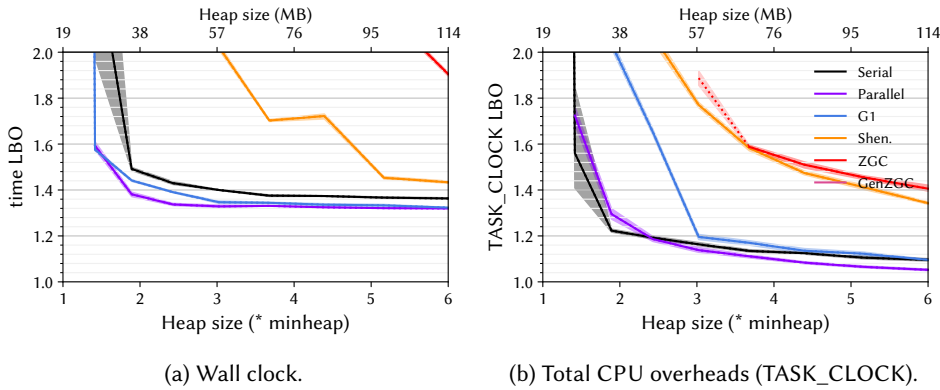 Heap size (MB)
19 38 57 76 95 114
time LBO
2.0
1.8
1.6
1.4
1.2
1.0
1 2 3 4 5 6
Heap size (* minheap)
(a) Wall clock.
Heap size (MB)
19 38 57 76 95 114
TASK_CLOCK LBO
2.0
1.8
1.6
1.4
1.2
1.0
Serial
Parallel
G1
Shen.
ZGC
GenZGC
1 2 3 4 5 6
Heap size (* minheap)
(b) Total CPU overheads (TASK_CLOCK).